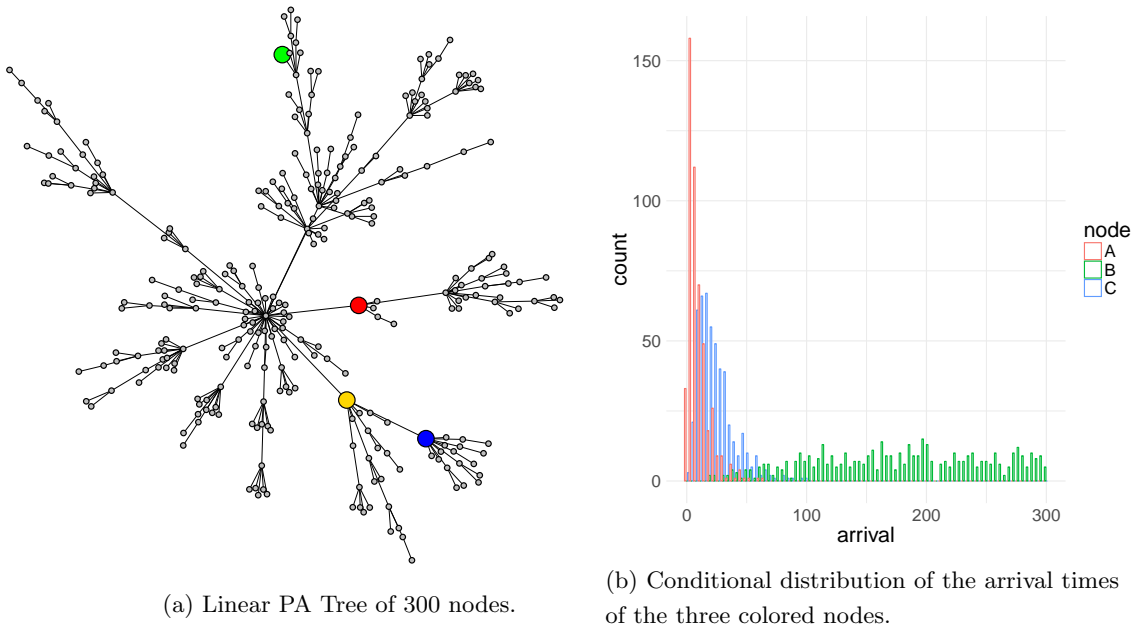 150
100
50
0
count
0
100
200
300
arrival
node
A
B
C
(a) Linear PA Tree of 300 nodes.
(b) Conditional distribution of the arrival times
of the three colored nodes.